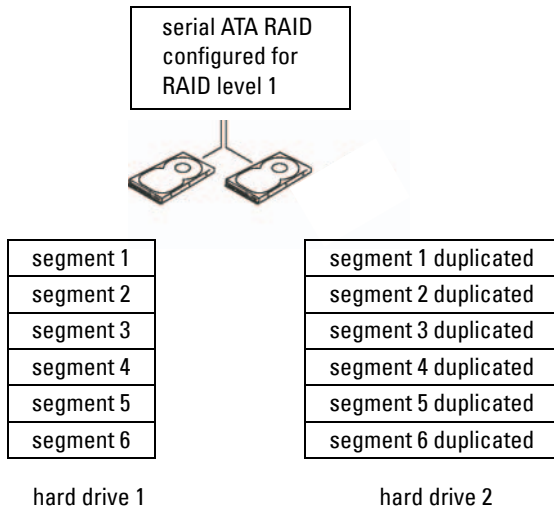 serial ATA RAID
configured for
RAID level 1
segment 1
segment 2
segment 3
segment 4
segment 5
segment 6
segment 1 duplicated
segment 2 duplicated
segment 3 duplicated
segment 4 duplicated
segment 5 duplicated
segment 6 duplicated
hard drive 1
hard drive 2